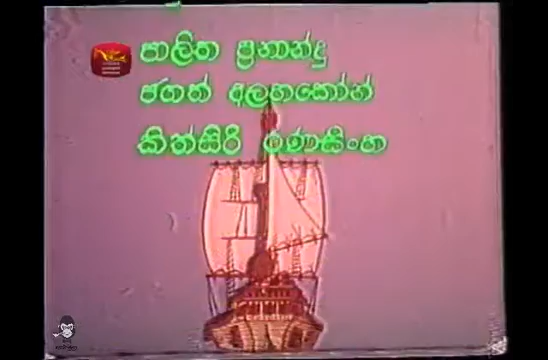 පාලිත ප්‍රනාන්දු
ජගත් අලහකෝන්
කිත්සිරි රණසිංහ